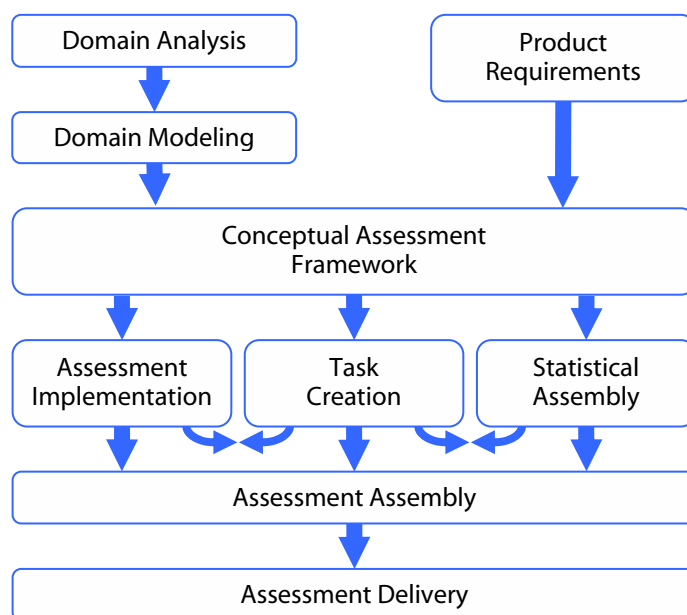 Domain Analysis
Product
Requirements
Domain Modeling
Conceptual Assessment
Framework
Assessment
Implementation
Task
Creation
Statistical
Assembly
Assessment Assembly
Assessment Delivery